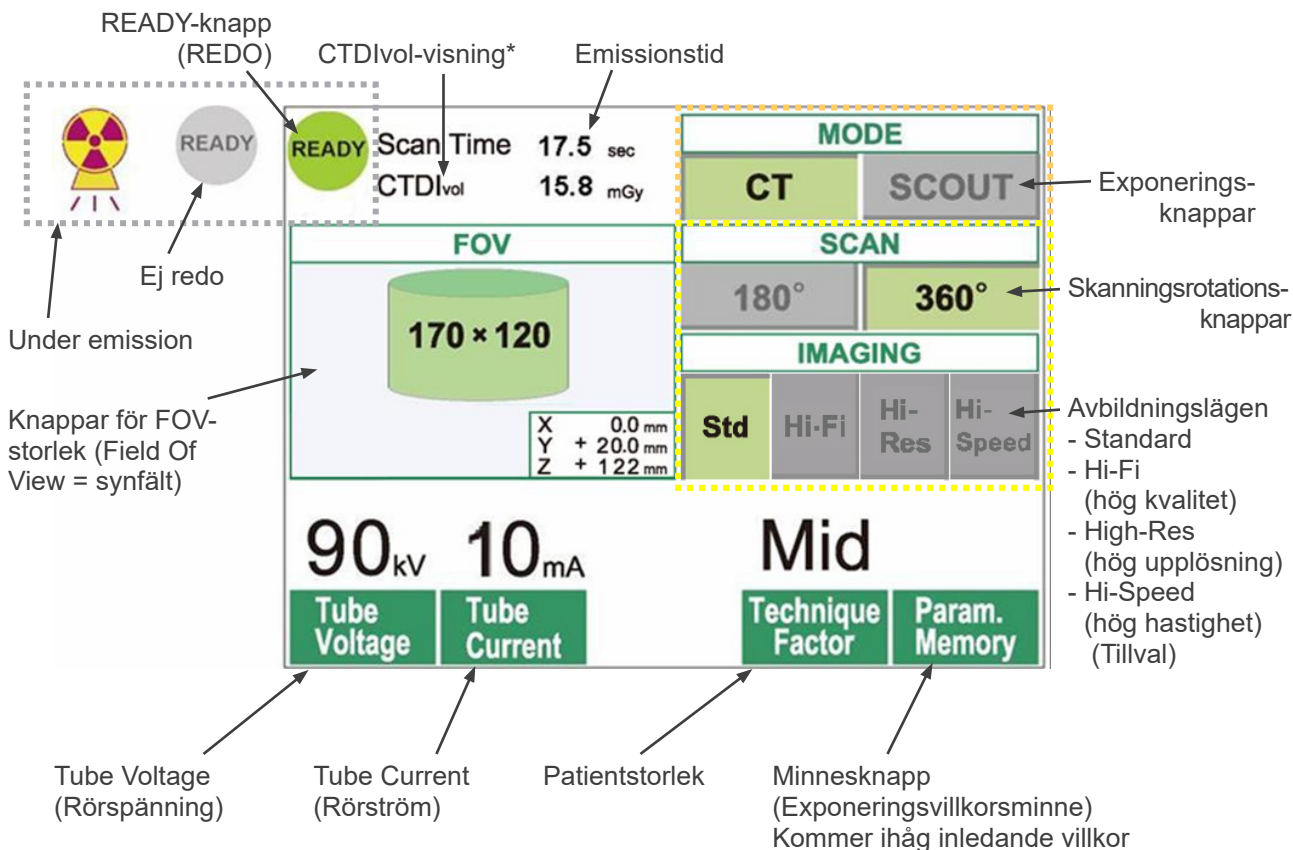 READY-knapp
(REDO)
CTDIvol-visning*
Emissionstid
READY
READY
Scan Time 17.5 sec
CTDIvol 15.8 mGy
MODE
CT
SCOUT
Exponerings-
knappar
Ej redo
Under emission
FOV
170 × 120
X 0.0 mm
Y + 20.0 mm
Z + 122 mm
Knappar för FOV-
storlek (Field Of
View = synfält)
SCAN
180°
360°
Skanningsrotations-
knappar
IMAGING
Std
Hi-Fi
Hi-
Res
Hi-
Speed
Avbildningslägen
- Standard
- Hi-Fi
(hög kvalitet)
- High-Res
(hög upplösning)
- Hi-Speed
(hög hastighet)
(Tillval)
90kV
10mA
Mid
Tube
Voltage
Tube
Current
Technique
Factor
Param.
Memory
Tube Voltage
(Rörspänning)
Tube Current
(Rörström)
Patientstorlek
Minnesknapp
(Exponeringsvillkorsminne)
Kommer ihåg inledande villkor